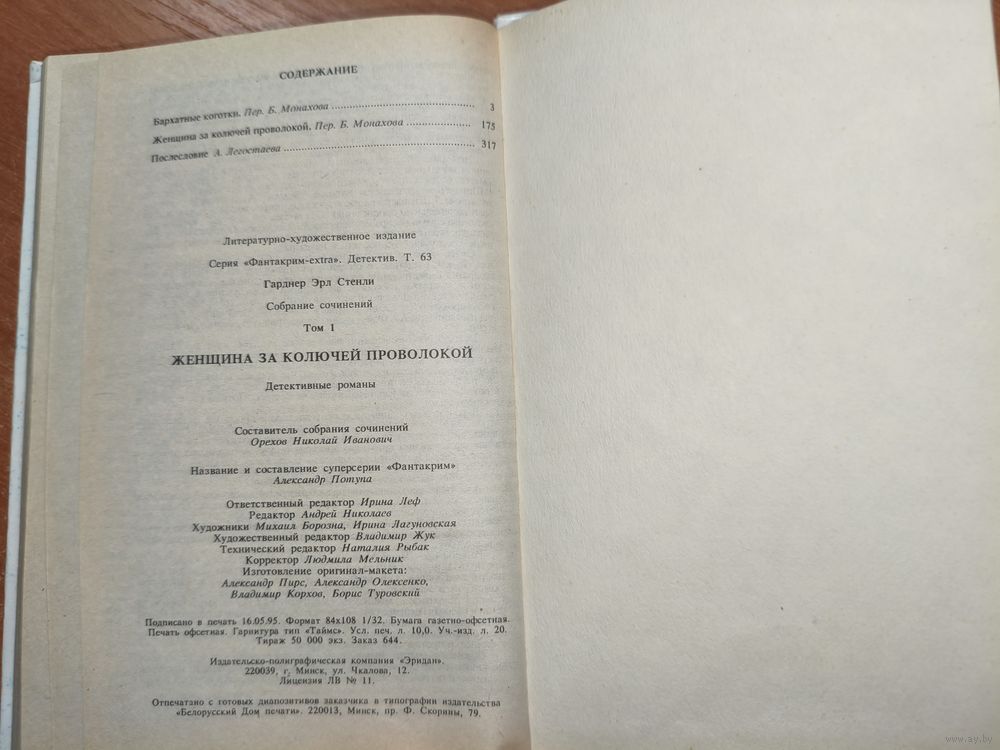 СОДЕРЖАНИЕ
Бархатные коготки. Пер. Б. Монахова ........................ 3
Женщина за колючей проволокой. Пер. Б. Монахова ............ 175
Послесловие А. Легостаева ........................ 317
Литературно-художественное издание
Серия «Фантакрим-extra». Детектив. Т. 63
Гарднер Эрл Стенли
Собрание сочинений
Том 1
ЖЕНЩИНА ЗА КОЛЮЧЕЙ ПРОВОЛОКОЙ
Детективные романы
Составитель собрания сочинений
Орехов Николай Иванович
Название и составление суперсерии «Фантакрим»
Александр Потупа
Ответственный редактор Ирина Леф
Редактор Андрей Николаев
Художники Михаил Борозна, Ирина Лагуновская
Художественный редактор Владимир Жук
Технический редактор Наталия Рыбак
Корректор Людмила Мельник
Изготовление оригинал-макета:
Александр Пирс, Александр Олексенко,
Владимир Корхов, Борис Туровский
Подписано в печать 16.05.95. Формат 84х108 1/32. Бумага газетно-офсетная.
Печать офсетная. Гарнитура тип «Таймс». Усл. печ. л. 10,0. Уч.-изд. л. 20.
Тираж 50 000 экз. Заказ 644.
Издательско-полиграфическая компания «Эридан».
220039, г. Минск, ул. Чкалова, 12.
Лицензия ЛВ № 11.
Отпечатано с готовых диапозитивов заказчика в типографии издательства
«Белорусский Дом печати». 220013, Минск, пр. Ф. Скорины, 79.
www.ay.by